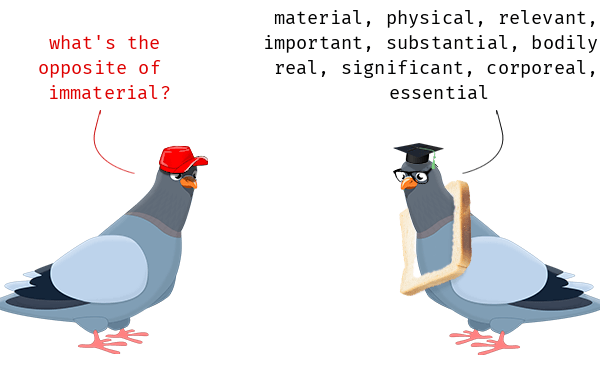 what's the
opposite of
immaterial?
material, physical, relevant,
important, substantial, bodily
real, significant, corporeal,
essential